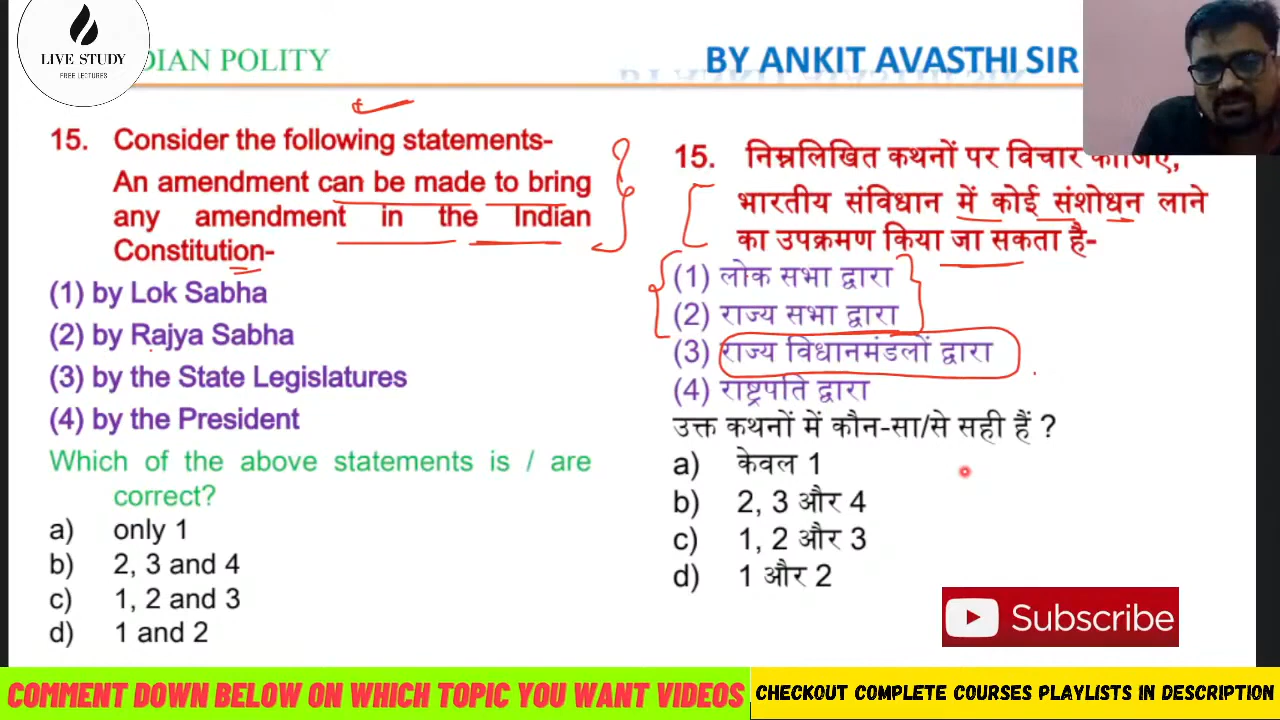 LIVE STUDY
FREE LECTURES
DIAN POLITY
BY ANKIT AVASTHI SIR
15. Consider the following statements-
An amendment can be made to bring
any amendment in the Indian
Constitution-
(1) by Lok Sabha
(2) by Rajya Sabha
(3) by the State Legislatures
(4) by the President
Which of the above statements is / are
correct?
a) only 1
b) 2, 3 and 4
c) 1, 2 and 3
d) 1 and 2
15. निम्नलिखित कथनों पर विचार कीजिए,
भारतीय संविधान में कोई संशोधन लाने
का उपक्रमण किया जा सकता है-
(1) लोक सभा द्वारा
(2) राज्य सभा द्वारा
(3) राज्य विधानमंडलों द्वारा
(4) राष्ट्रपति द्वारा
उक्त कथनों में कौन-सा/से सही हैं ?
a) केवल 1
b) 2, 3 और 4
c) 1, 2 और 3
d) 1 और 2
Subscribe
COMMENT DOWN BELOW ON WHICH TOPIC YOU WANT VIDEOS
CHECKOUT COMPLETE COURSES PLAYLISTS IN DESCRIPTION